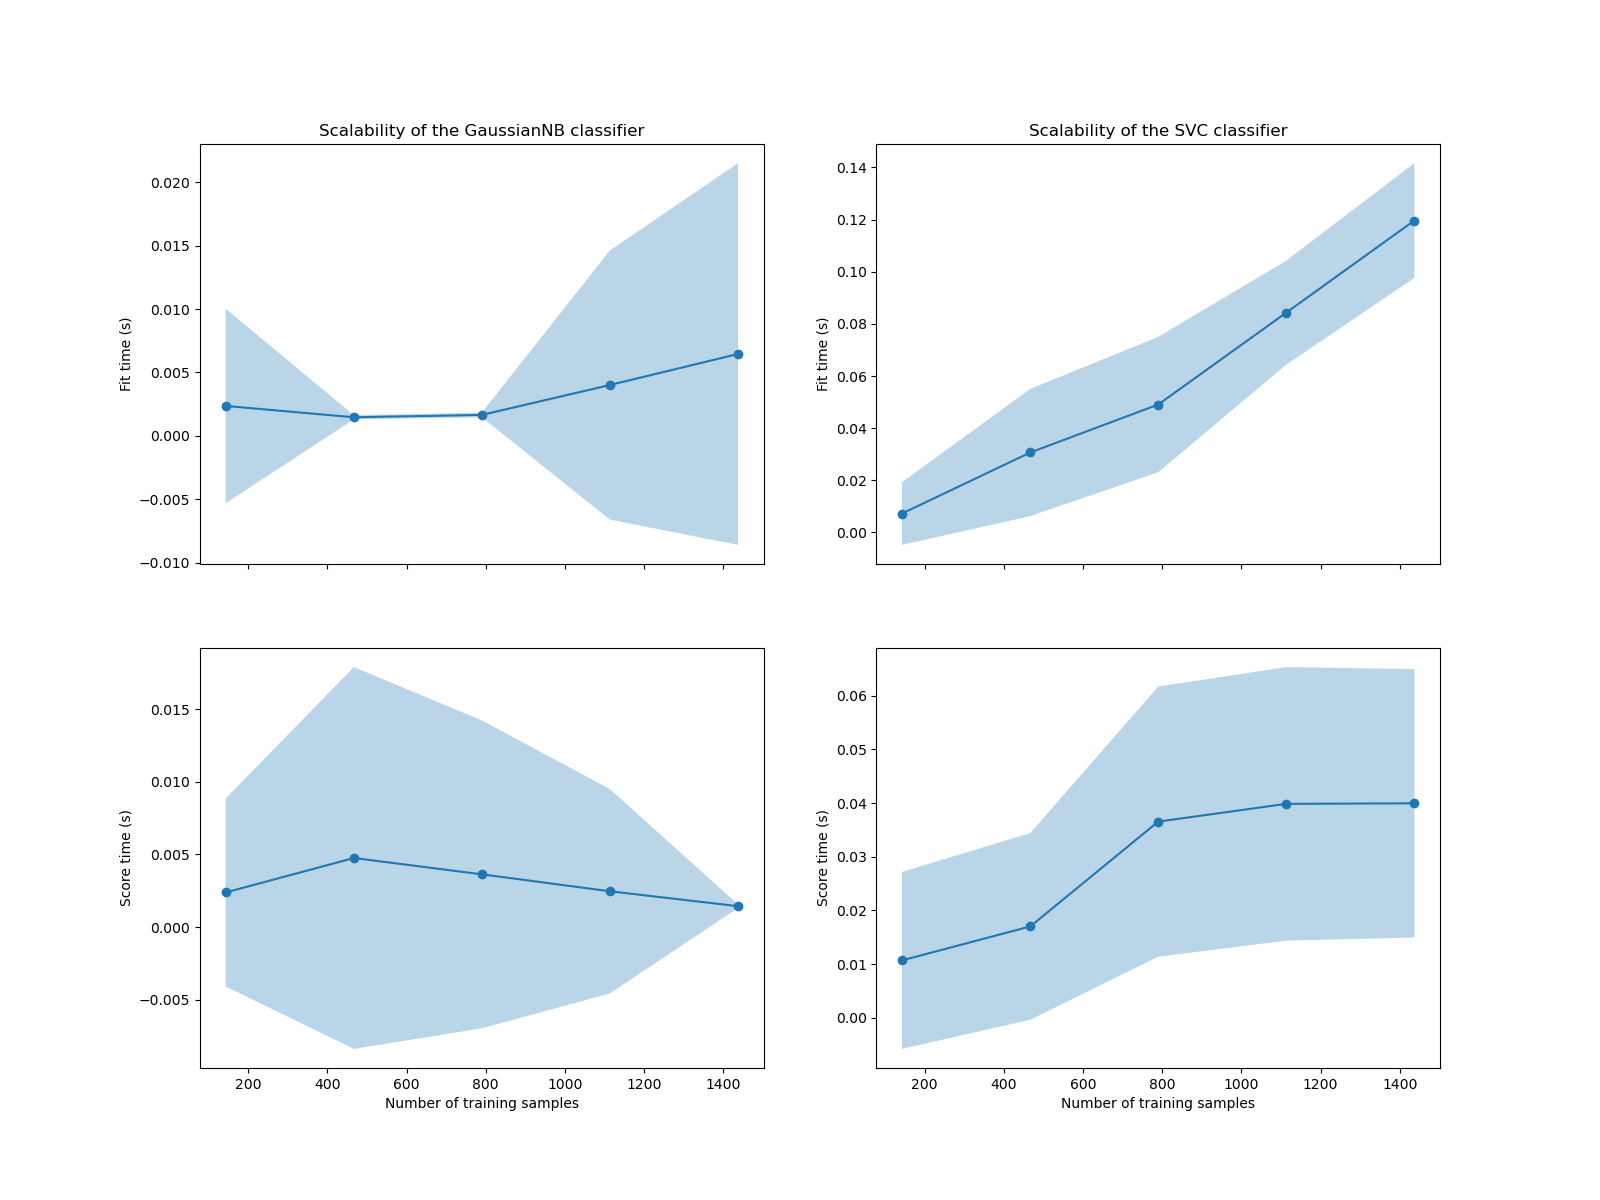 Scalability of the GaussianNB classifier
0.020
0.015
0.010
0.005
0.000
−0.005
−0.010
Fit time (s)
Scalability of the SVC classifier
0.14
0.12
0.10
0.08
0.06
0.04
0.02
0.00
Fit time (s)
0.015
0.010
0.005
0.000
−0.005
Score time (s)
200 400 600 800 1000 1200 1400
Number of training samples
0.06
0.05
0.04
0.03
0.02
0.01
0.00
Score time (s)
200 400 600 800 1000 1200 1400
Number of training samples